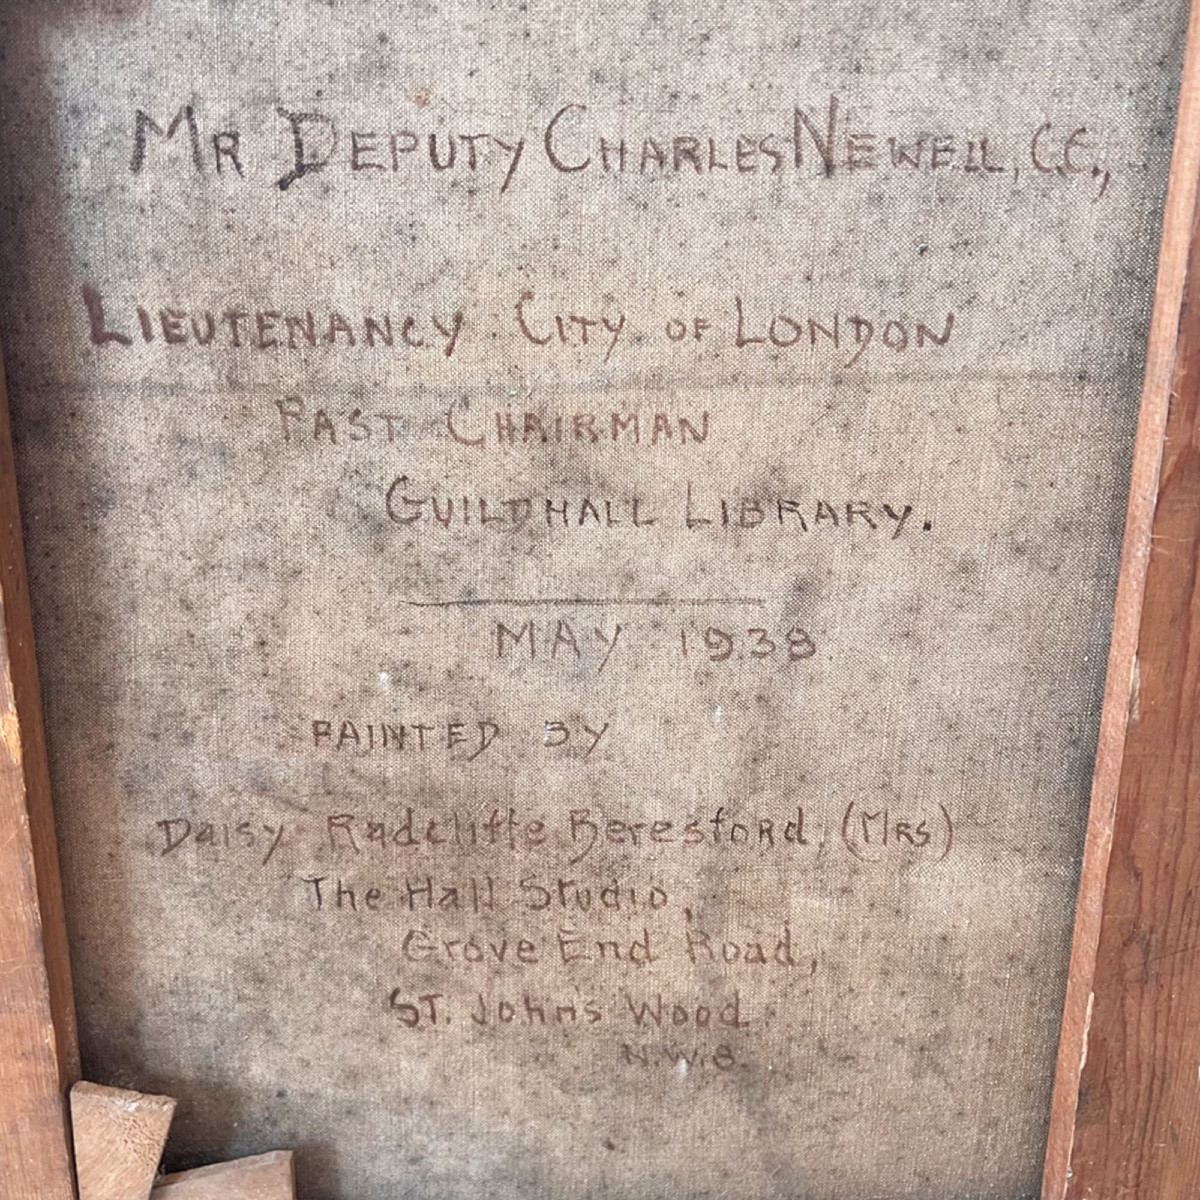 MR DEPUTY CHARLES NEWELL, C.C.,
LIEUTENANCY CITY OF LONDON
PAST CHAIRMAN
GUILDHALL LIBRARY.
MAY 1938
PAINTED BY
Daisy Radcliffe Beresford, (MRS)
The Hall Studio,
Grove End Road,
ST. Johns Wood
N.W.8.